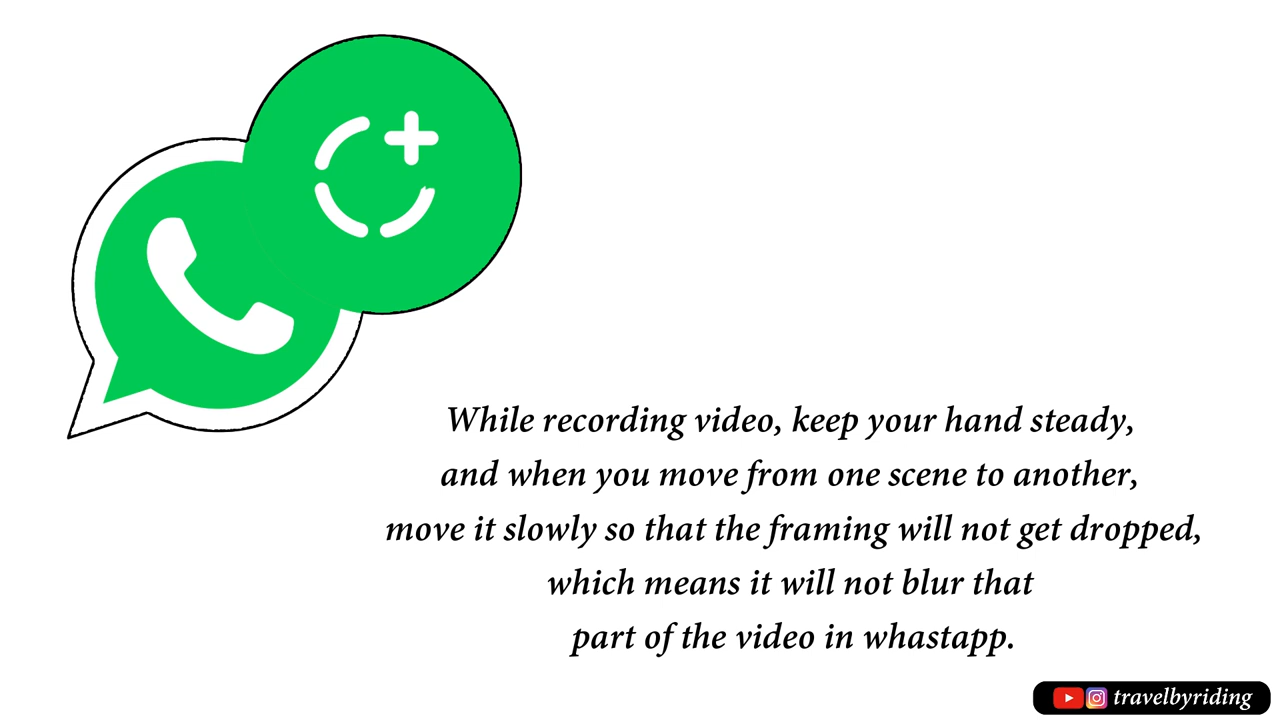 While recording video, keep your hand steady,
and when you move from one scene to another,
move it slowly so that the framing will not get dropped,
which means it will not blur that
part of the video in whastapp.
travelbyriding